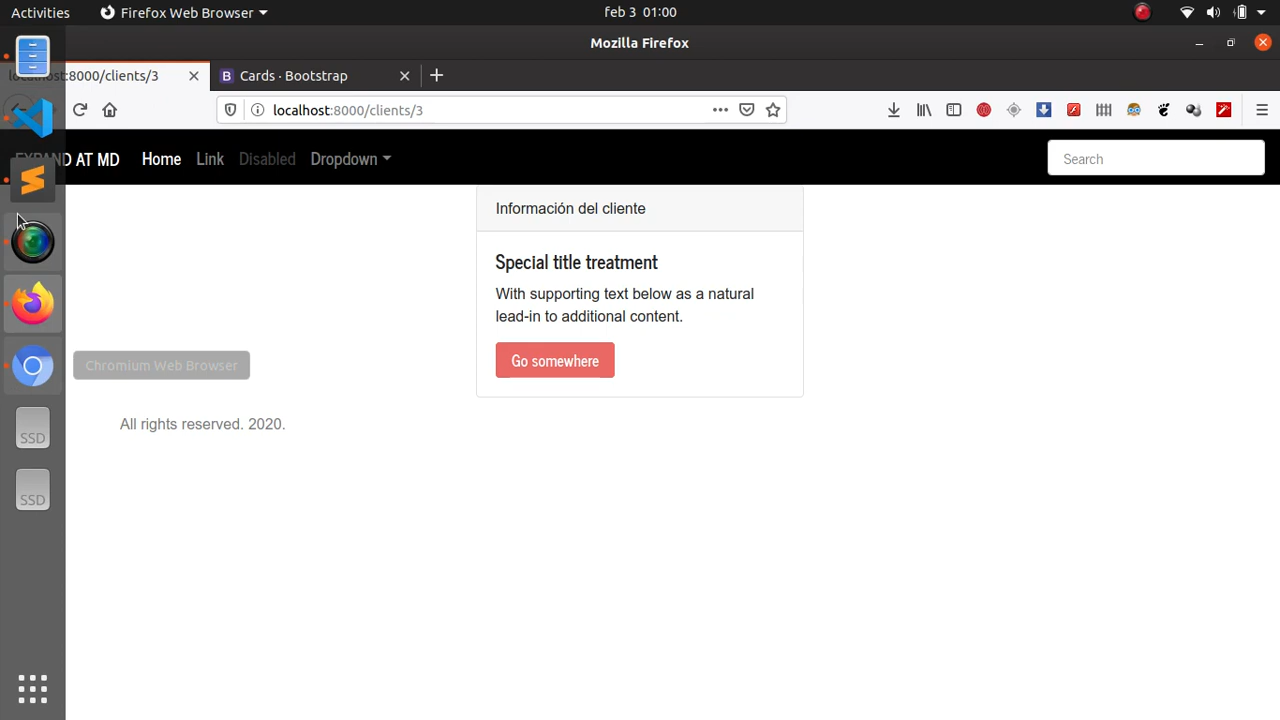 Activities
Firefox Web Browser
feb 3 01:00
Mozilla Firefox
localhost:8000/clients/3
Cards · Bootstrap
localhost:8000/clients/3
EXPAND AT MD
Home
Link
Disabled
Dropdown
Search
Información del cliente
Special title treatment
With supporting text below as a natural
lead-in to additional content.
Go somewhere
Chromium Web Browser
All rights reserved. 2020.
SSD
SSD